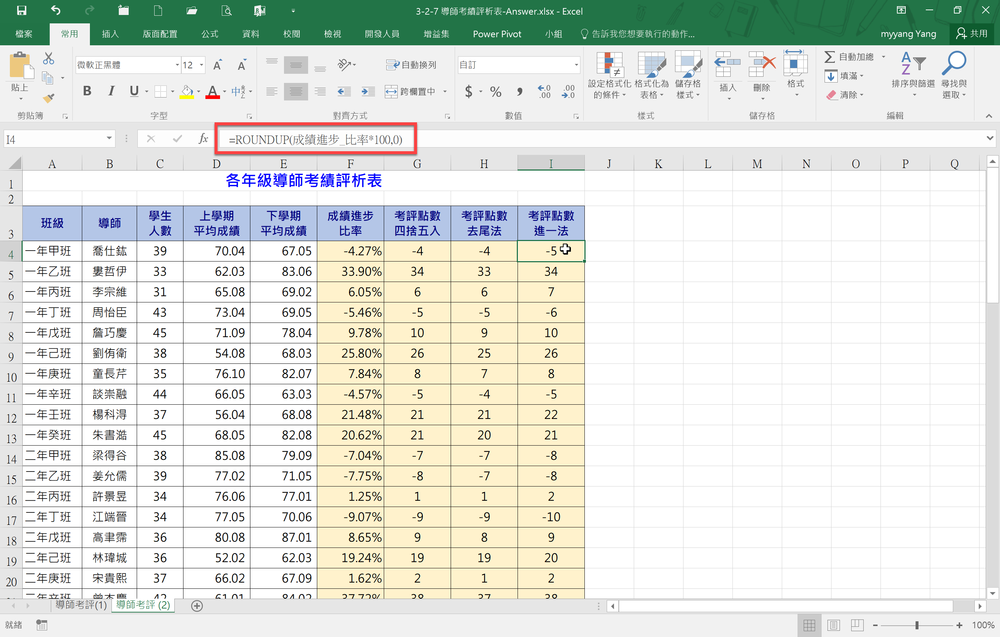 3-2-7 導師考績評析表-Answer.xlsx - Excel
檔案 常用 插入 版面配置 公式 資料 校閱 檢視 開發人員 增益集 Power Pivot 小組 告訴我您想要執行的動作... myyang Yang 共用
微軟正黑體 12 自動換列 自訂 自動加總
貼上 填滿
設定格式化的條件 格式化為表格 儲存格樣式 插入 刪除 格式 排序與篩選 尋找與選取
B I U A 中 跨欄置中 $ % 清除
剪貼簿 字型 對齊方式 數值 樣式 儲存格 編輯
I4 fx =ROUNDUP(成績進步_比率*100,0)
A B C D E F G H I J K L M N O P Q
1 各年級導師考績評析表
2
3 班級 導師 學生人數 上學期平均成績 下學期平均成績 成績進步比率 考評點數四捨五入 考評點數去尾法 考評點數進一法
4 一年甲班 喬仕鈜 39 70.04 67.05 -4.27% -4 -4 -5
5 一年乙班 婁哲伊 33 62.03 83.06 33.90% 34 33 34
6 一年丙班 李宗維 31 65.08 69.02 6.05% 6 6 7
7 一年丁班 周怡臣 43 73.04 69.05 -5.46% -5 -5 -6
8 一年戊班 詹巧慶 45 71.09 78.04 9.78% 10 9 10
9 一年己班 劉侑衛 38 54.08 68.03 25.80% 26 25 26
10 一年庚班 童長芹 35 76.10 82.07 7.84% 8 7 8
11 一年辛班 談崇融 44 66.05 63.03 -4.57% -5 -4 -5
12 一年壬班 楊科淂 37 56.04 68.08 21.48% 21 21 22
13 一年癸班 朱書澔 45 68.05 82.08 20.62% 21 20 21
14 二年甲班 梁得谷 38 85.08 79.09 -7.04% -7 -7 -8
15 二年乙班 姜允儒 39 77.02 71.05 -7.75% -8 -7 -8
16 二年丙班 許景昱 34 76.06 77.01 1.25% 1 1 2
17 二年丁班 江端晉 34 77.05 70.06 -9.07% -9 -9 -10
18 二年戊班 高聿霈 36 80.08 87.01 8.65% 9 8 9
19 二年己班 林瑋城 36 52.02 62.03 19.24% 19 19 20
20 二年庚班 宋貴熙 37 66.02 67.09 1.62% 2 1 2
二年辛班 42 61.01 84.02 37.72% 38 37 38
導師考評(1) 導師考評 (2)
就緒 100%